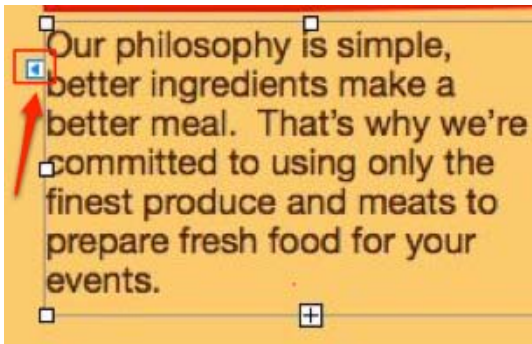 Our philosophy is simple,
better ingredients make a
better meal.  That's why we're
committed to using only the
finest produce and meats to
prepare fresh food for your
events.